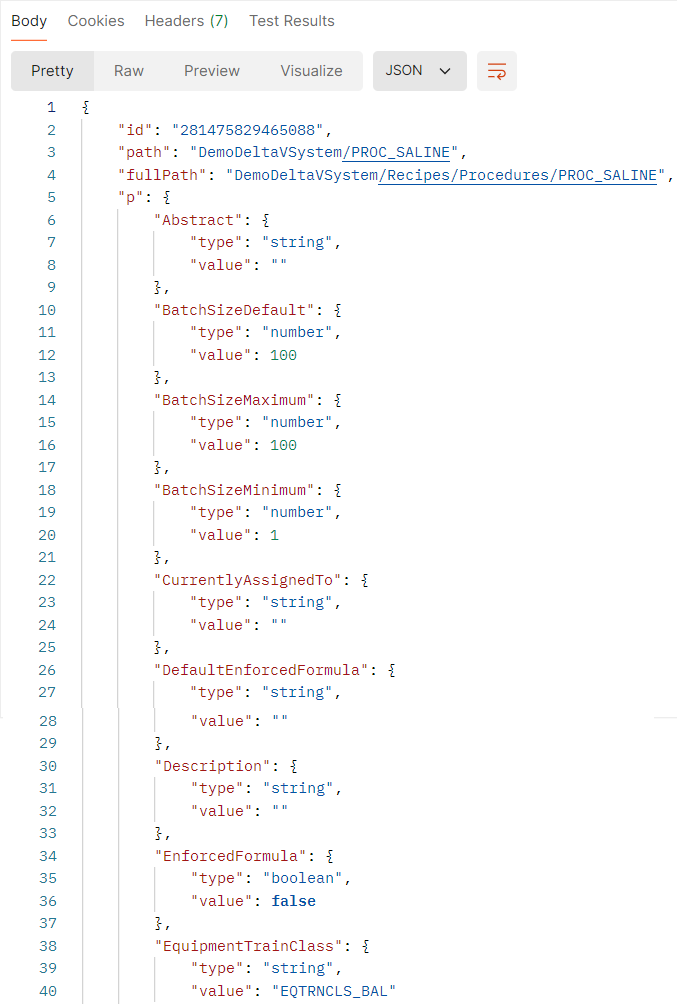 Body Cookies Headers (7) Test Results
Pretty Raw Preview Visualize JSON
1 {
2 "id": "281475829465088",
3 "path": "DemoDeltaVSystem/PROC_SALINE",
4 "fullPath": "DemoDeltaVSystem/Recipes/Procedures/PROC_SALINE",
5 "p": {
6 "Abstract": {
7 "type": "string",
8 "value": ""
9 },
10 "BatchSizeDefault": {
11 "type": "number",
12 "value": 100
13 },
14 "BatchSizeMaximum": {
15 "type": "number",
16 "value": 100
17 },
18 "BatchSizeMinimum": {
19 "type": "number",
20 "value": 1
21 },
22 "CurrentlyAssignedTo": {
23 "type": "string",
24 "value": ""
25 },
26 "DefaultEnforcedFormula": {
27 "type": "string",
28 "value": ""
29 },
30 "Description": {
31 "type": "string",
32 "value": ""
33 },
34 "EnforcedFormula": {
35 "type": "boolean",
36 "value": false
37 },
38 "EquipmentTrainClass": {
39 "type": "string",
40 "value": "EQTRNCLS_BAL"